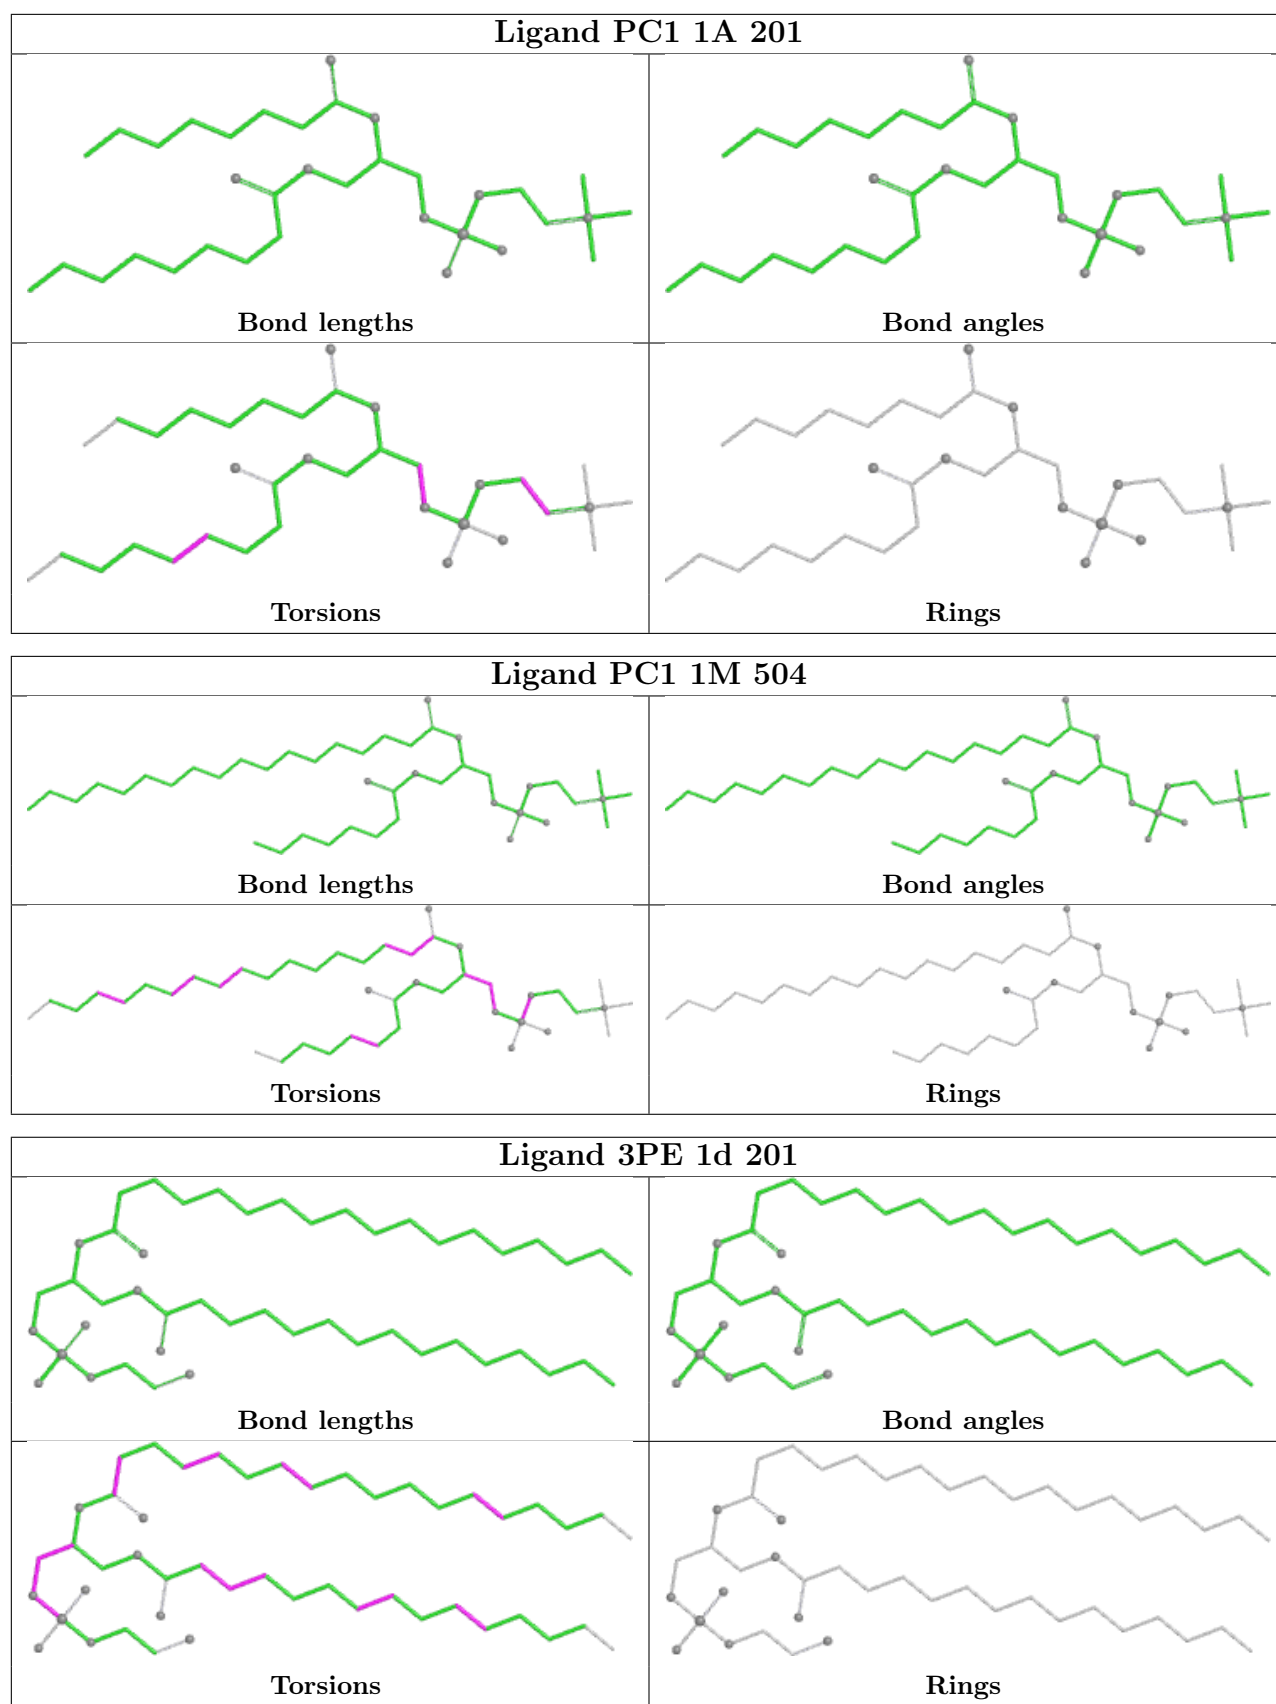 Ligand PC1 1A 201
Bond lengths
Bond angles
Torsions
Rings
Ligand PC1 1M 504
Bond lengths
Bond angles
Torsions
Rings
Ligand 3PE 1d 201
Bond lengths
Bond angles
Torsions
Rings